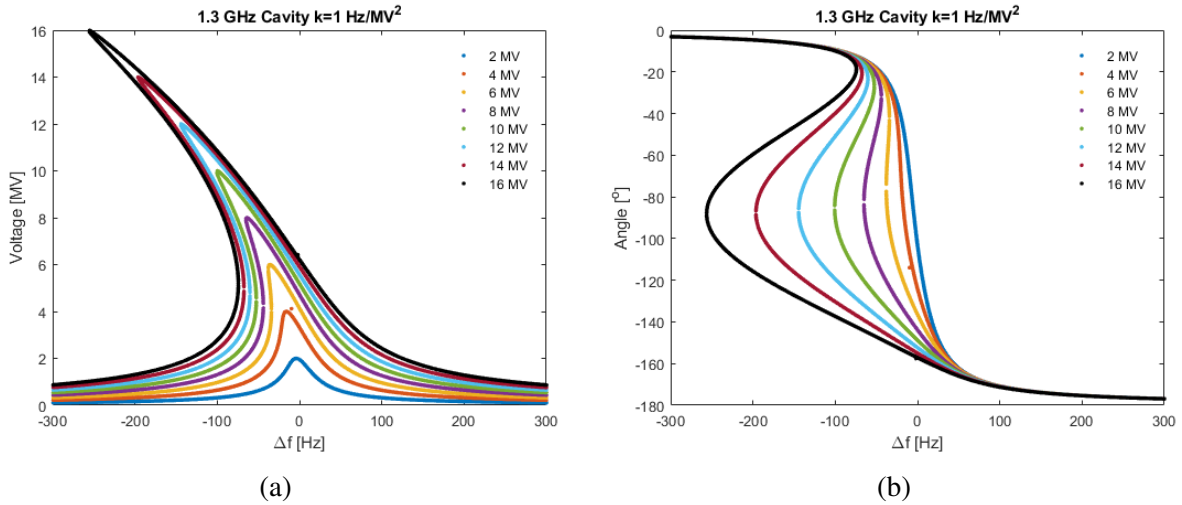 1.3 GHz Cavity k=1 Hz/MV²
Voltage [MV]
16
14
12
10
8
6
4
2
0
-300
-200
-100
0
100
200
300
Δf [Hz]
2 MV
4 MV
6 MV
8 MV
10 MV
12 MV
14 MV
16 MV
(a)
1.3 GHz Cavity k=1 Hz/MV²
Angle [°]
0
-20
-40
-60
-80
-100
-120
-140
-160
-180
-300
-200
-100
0
100
200
300
Δf [Hz]
2 MV
4 MV
6 MV
8 MV
10 MV
12 MV
14 MV
16 MV
(b)